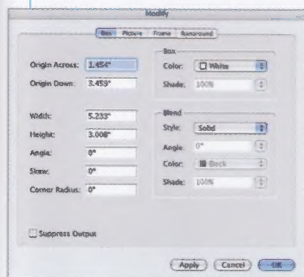 Modify
Box Picture Frame Runaround
Origin Across: 1.454"
Origin Down: 3.459"
Width: 5.233"
Height: 3.008"
Angle: 0°
Skew: 0°
Corner Radius: 0"
Box
Color: White
Shade: 100%
Blend
Style: Solid
Angle: 0°
Color: Black
Shade: 100%
Suppress Output
Apply Cancel OK